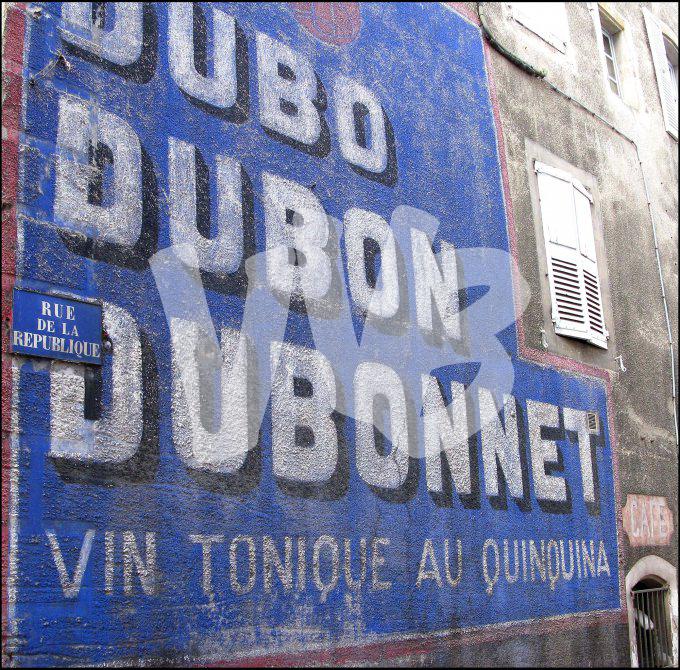 DUBO
DUBON
DUBONNET
VIN TONIQUE AU QUINQUINA
RUE
DE LA
REPUBLIQUE
CAFE